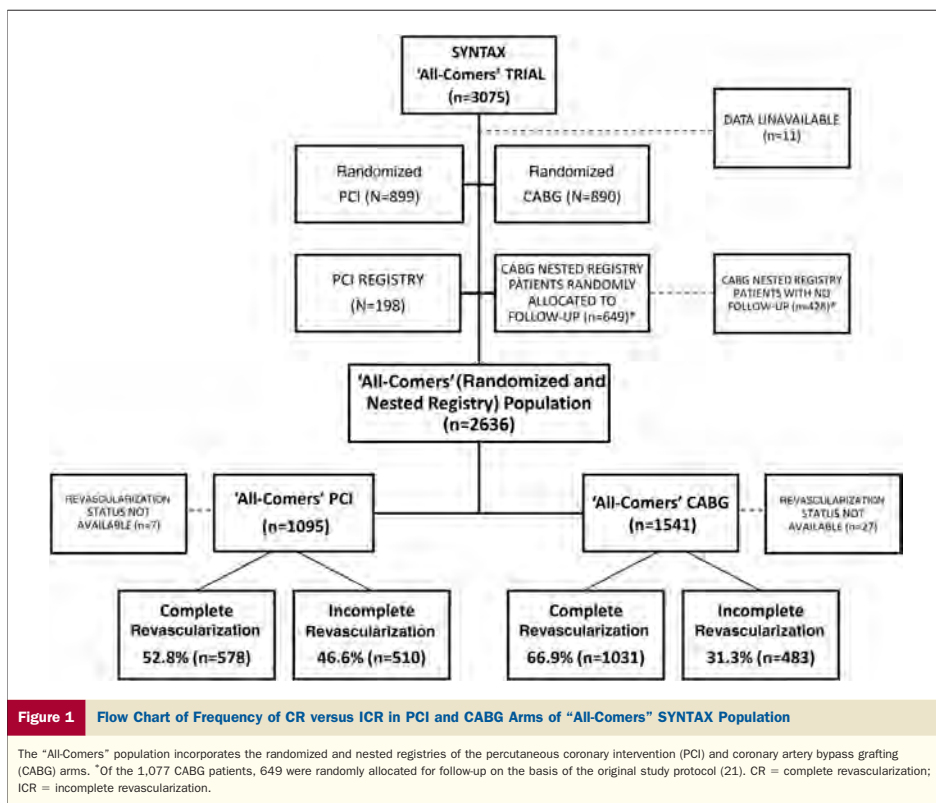 SYNTAX
'All-Comers' TRIAL
(n=3075)
DATA UNAVAILABLE
(n=11)
Randomized
PCI (N=899)
Randomized
CABG (N=890)
PCI REGISTRY
(N=198)
CABG NESTED REGISTRY
PATIENTS RANDOMLY
ALLOCATED TO
FOLLOW-UP (n=649)*
CABG NESTED REGISTRY
PATIENTS WITH NO
FOLLOW-UP (n=428)*
'All-Comers'(Randomized and
Nested Registry) Population
(n=2636)
REVASCULARIZATION
STATUS NOT
AVAILABLE (n=7)
'All-Comers' PCI
(n=1095)
'All-Comers' CABG
(n=1541)
REVASCULARIZATION
STATUS NOT
AVAILABLE (n=27)
Complete
Revascularization
52.8% (n=578)
Incomplete
Revascularization
46.6% (n=510)
Complete
Revascularization
66.9% (n=1031)
Incomplete
Revascularization
31.3% (n=483)
Figure 1 Flow Chart of Frequency of CR versus ICR in PCI and CABG Arms of "All-Comers" SYNTAX Population
The "All-Comers" population incorporates the randomized and nested registries of the percutaneous coronary intervention (PCI) and coronary artery bypass grafting
(CABG) arms. *Of the 1,077 CABG patients, 649 were randomly allocated for follow-up on the basis of the original study protocol (21). CR = complete revascularization;
ICR = incomplete revascularization.